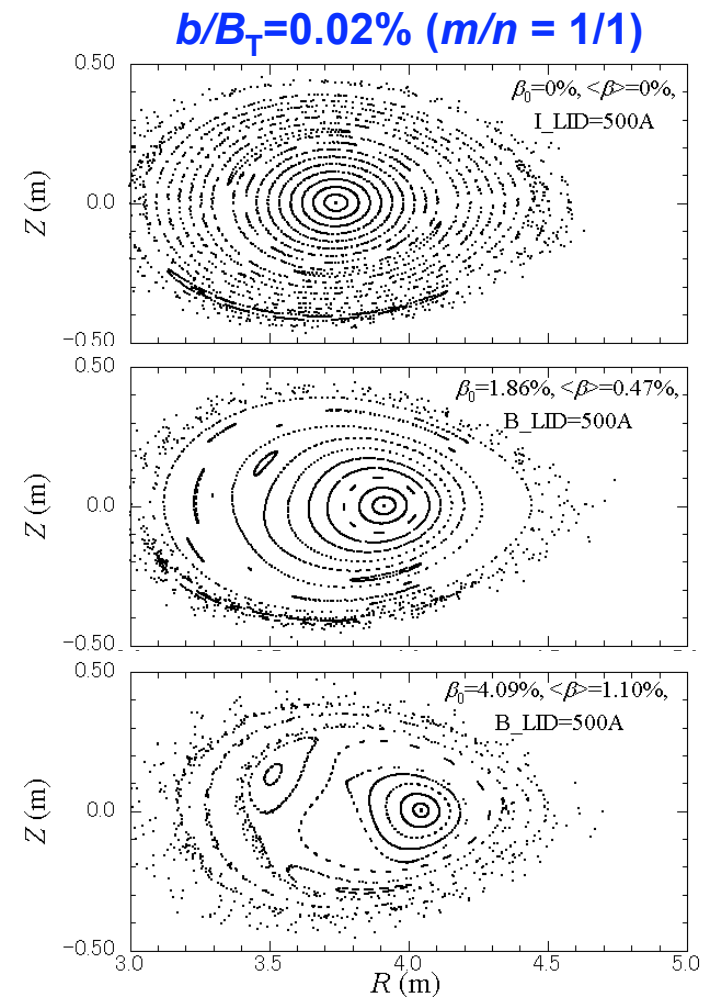 b/B_T=0.02% (m/n = 1/1)
0.50
β₀=0%, <β>=0%,
I_LID=500A
Z (m)
0.0
−0.50
0.50
β₀=1.86%, <β>=0.47%,
B_LID=500A
Z (m)
0.0
−0.50
0.50
β₀=4.09%, <β>=1.10%,
B_LID=500A
Z (m)
0.0
−0.50
3.0 3.5 4.0 4.5 5.0
R (m)